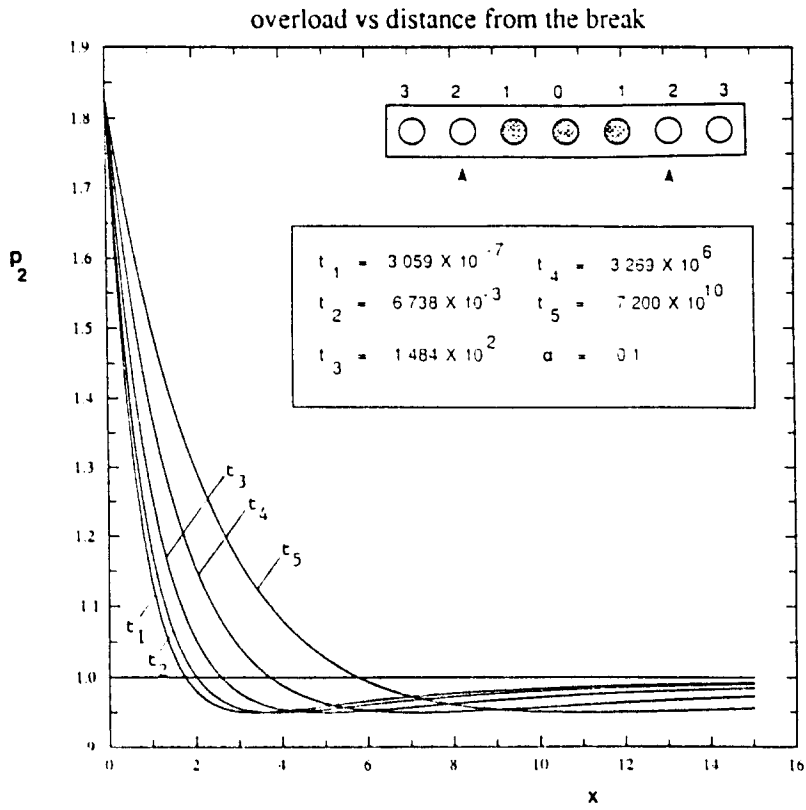 overload vs distance from the break
1.9
1.8
1.7
1.6
1.5
1.4
1.3
1.2
1.1
1.0
.9
P2
3 2 1 0 1 2 3
t1 = 3.059 X 10-7 t4 = 3.269 X 10 6
t2 = 6.738 X 10-3 t5 = 7.200 X 10 10
t3 = 1.484 X 10 2 α = 0.1
t3
t4
t5
t1
t2
0 2 4 6 8 10 12 14 16
x